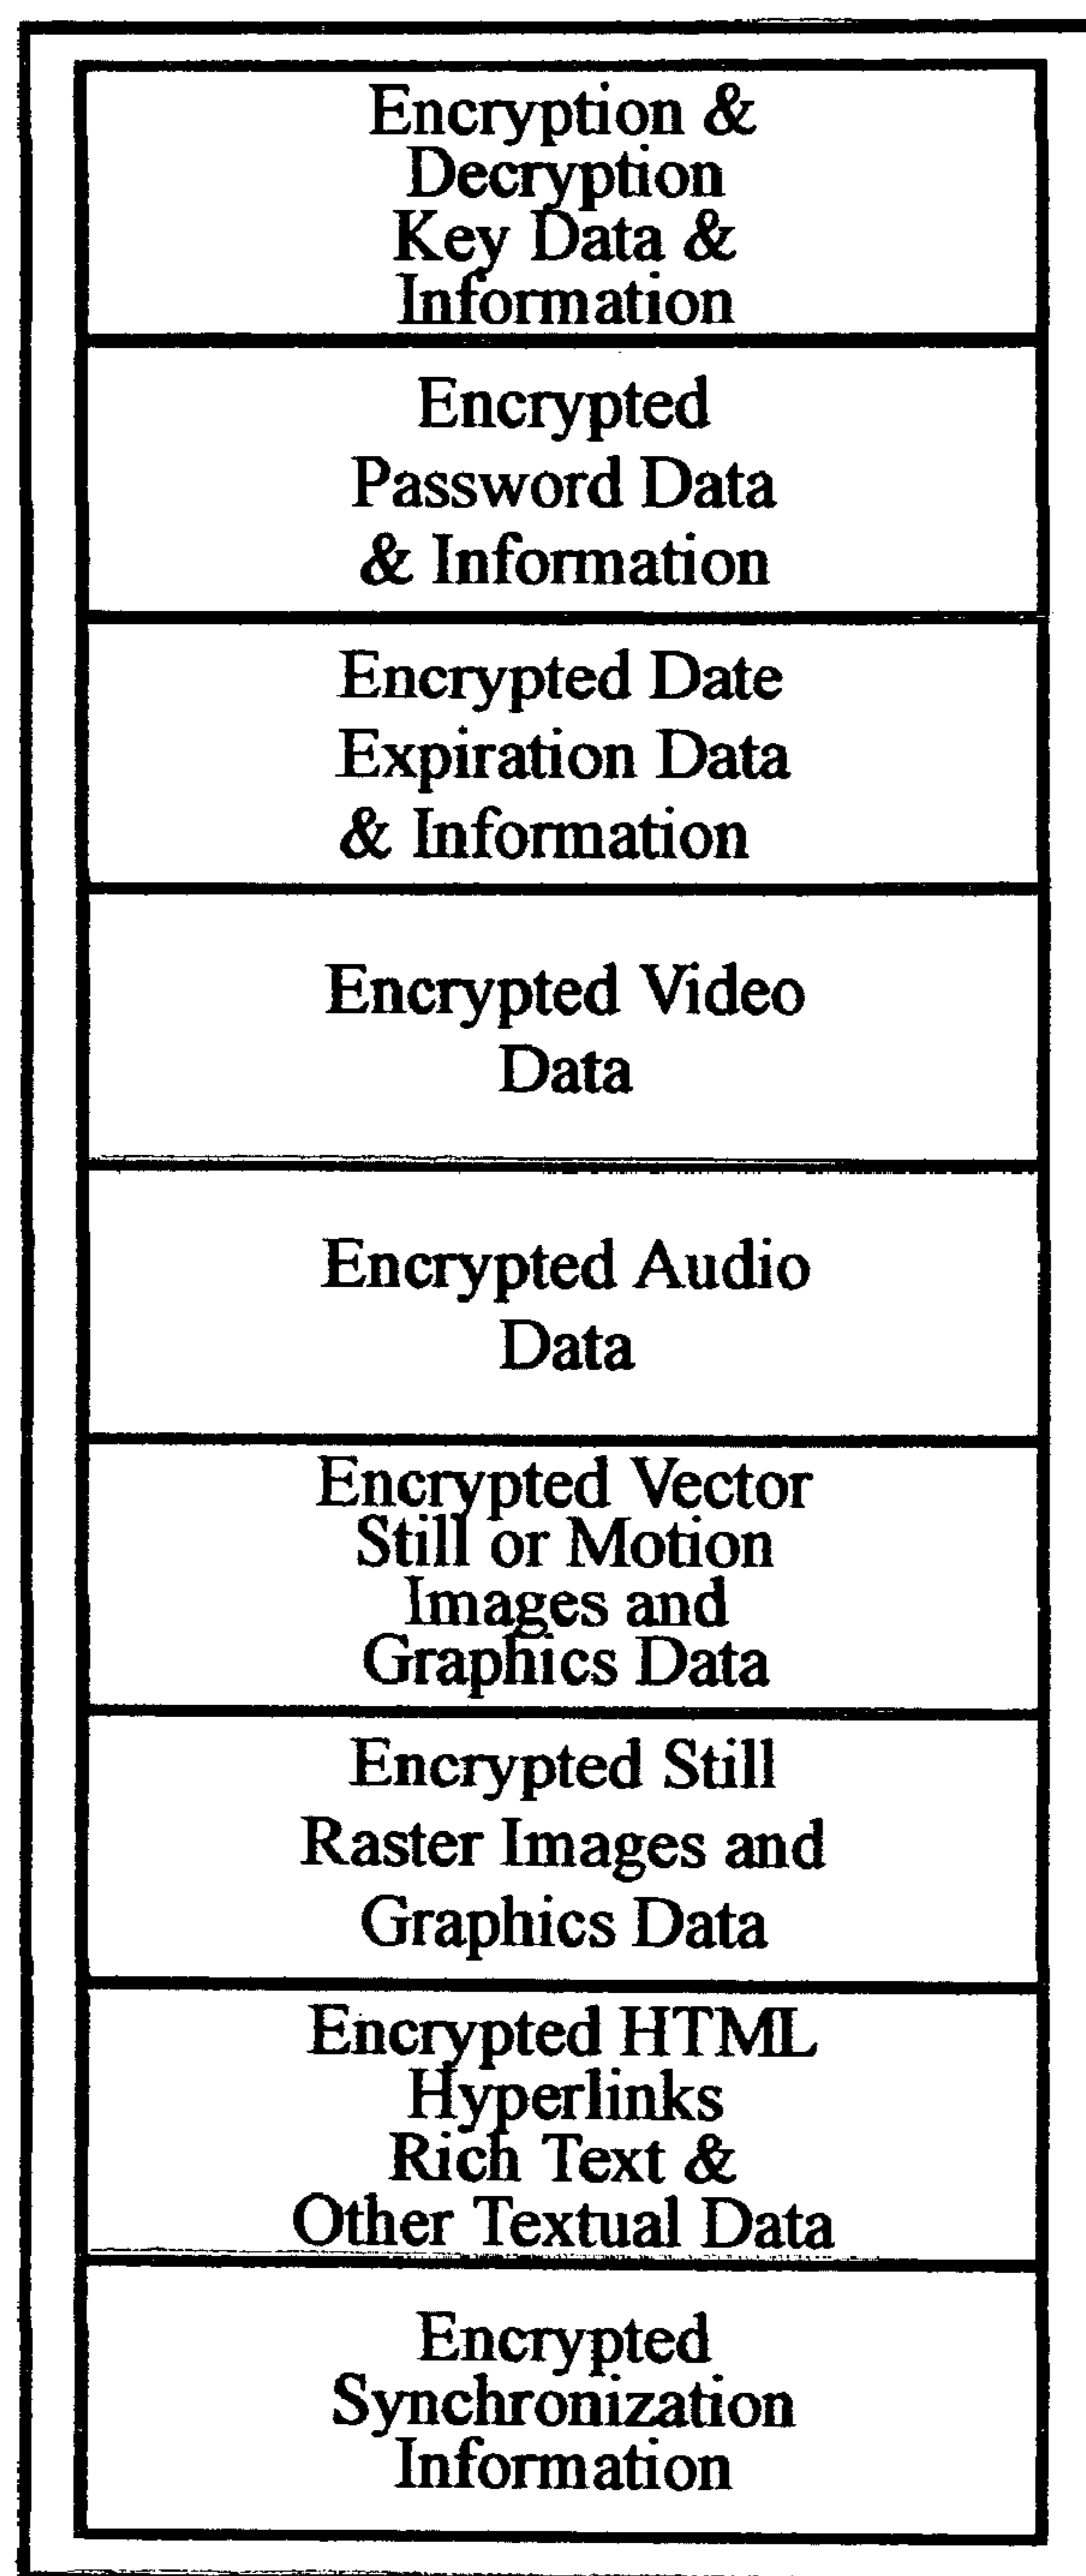 Encryption &
Decryption
Key Data &
Information
Encrypted
Password Data
& Information
Encrypted Date
Expiration Data
& Information
Encrypted Video
Data
Encrypted Audio
Data
Encrypted Vector
Still or Motion
Images and
Graphics Data
Encrypted Still
Raster Images and
Graphics Data
Encrypted HTML
Hyperlinks
Rich Text &
Other Textual Data
Encrypted
Synchronization
Information